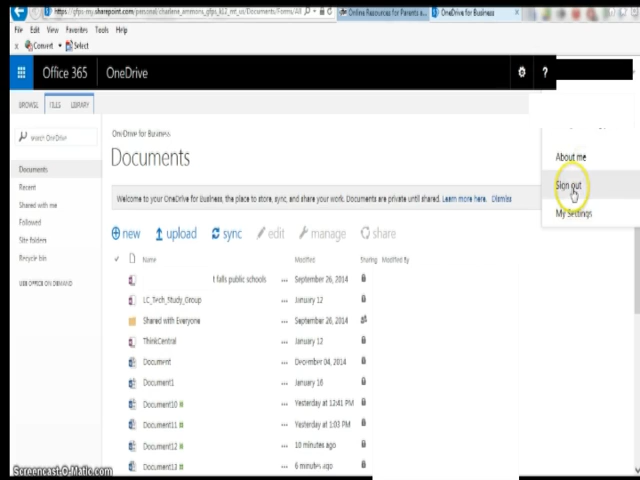 Online Resources for Parents a...
OneDrive for Business
File Edit View Favorites Tools Help
x Convert Select
Office 365 OneDrive ?
BROWSE FILES LIBRARY
search OneDrive
Documents
Recent
Shared with me
Followed
Site folders
Recycle bin
OneDrive for Business
Documents
Welcome to your OneDrive for Business, the place to store, sync, and share your work. Documents are private until shared. Learn more here. Dismiss
new upload sync edit manage share
Name Modified Sharing Modified By
t falls public schools ... September 26, 2014
LC_Tech_Study_Group ... January 12
Shared with Everyone ... September 26, 2014
ThinkCentral ... January 12
Document ... December 04, 2014
Document1 ... January 16
Document10 ... Yesterday at 12:41 PM
Document11 ... Yesterday at 1:03 PM
Document12 ... 10 minutes ago
Document13 ... 6 minutes ago
About me
Sign out
My Settings
Screencast-O-Matic.com